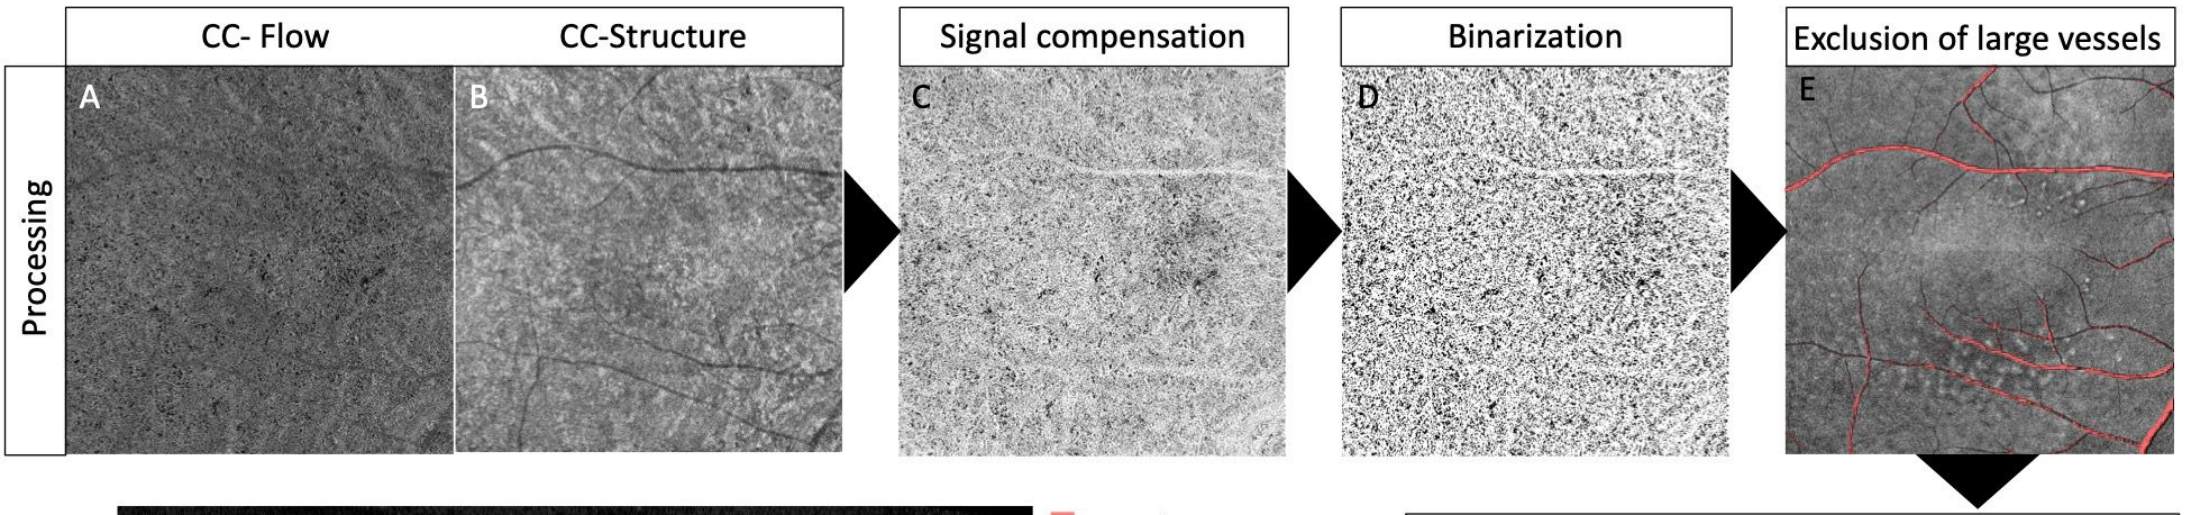 CC- Flow
CC-Structure
Signal compensation
Binarization
Exclusion of large vessels
Processing
A
B
C
D
E